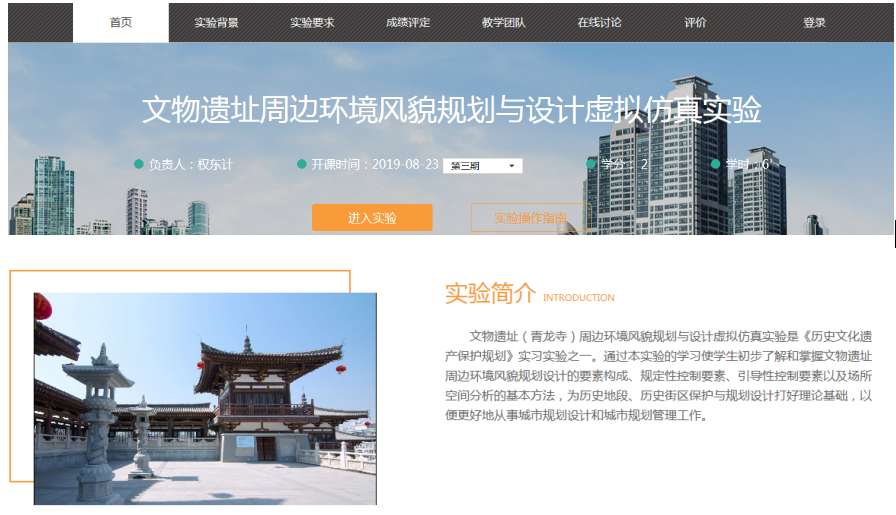 首页 实验背景 实验要求 成绩评定 教学团队 在线讨论 评价 登录
文物遗址周边环境风貌规划与设计虚拟仿真实验
负责人：权东计 开课时间：2019-08-23 第三期 学分： 2 学时：6
进入实验 实验操作指南
实验简介 INTRODUCTION
文物遗址（青龙寺）周边环境风貌规划与设计虚拟仿真实验是《历史文化遗
产保护规划》实习实验之一。通过本实验的学习使学生初步了解和掌握文物遗址
周边环境风貌规划设计的要素构成、规定性控制要素、引导性控制要素以及场所
空间分析的基本方法，为历史地段、历史街区保护与规划设计打好理论基础，以
便更好地从事城市规划设计和城市规划管理工作。